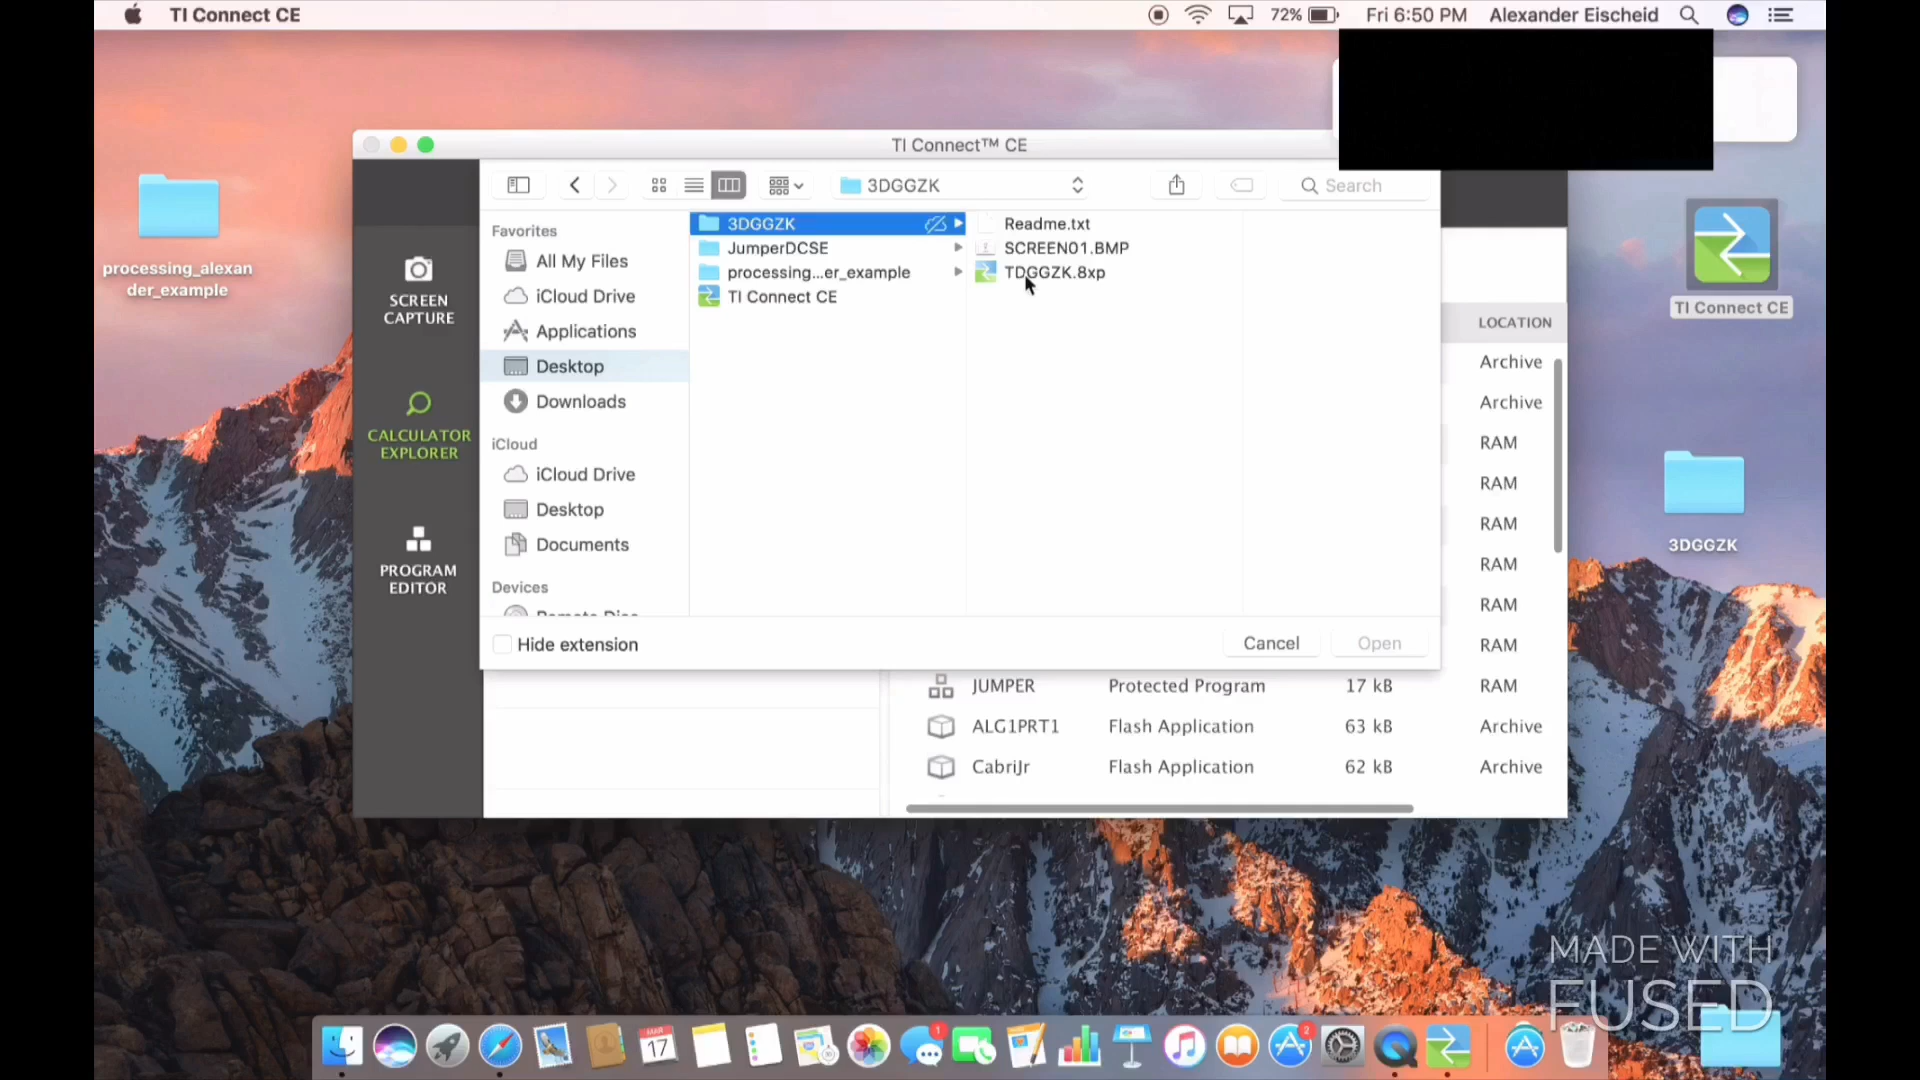 TI Connect CE
72%
Fri 6:50 PM
Alexander Eischeid
TI Connect™ CE
3DGGZK
Search
processing_alexan
der_example
SCREEN
CAPTURE
CALCULATOR
EXPLORER
PROGRAM
EDITOR
Favorites
All My Files
iCloud Drive
Applications
Desktop
Downloads
iCloud
iCloud Drive
Desktop
Documents
Devices
3DGGZK
JumperDCSE
processing...er_example
TI Connect CE
Readme.txt
SCREEN01.BMP
TDGGZK.8xp
Hide extension
Cancel
Open
LOCATION
Archive
Archive
RAM
RAM
RAM
RAM
RAM
RAM
JUMPER Protected Program 17 kB RAM
ALG1PRT1 Flash Application 63 kB Archive
CabriJr Flash Application 62 kB Archive
TI Connect CE
3DGGZK
MADE WITH
FUSED
MAR
17
1
2